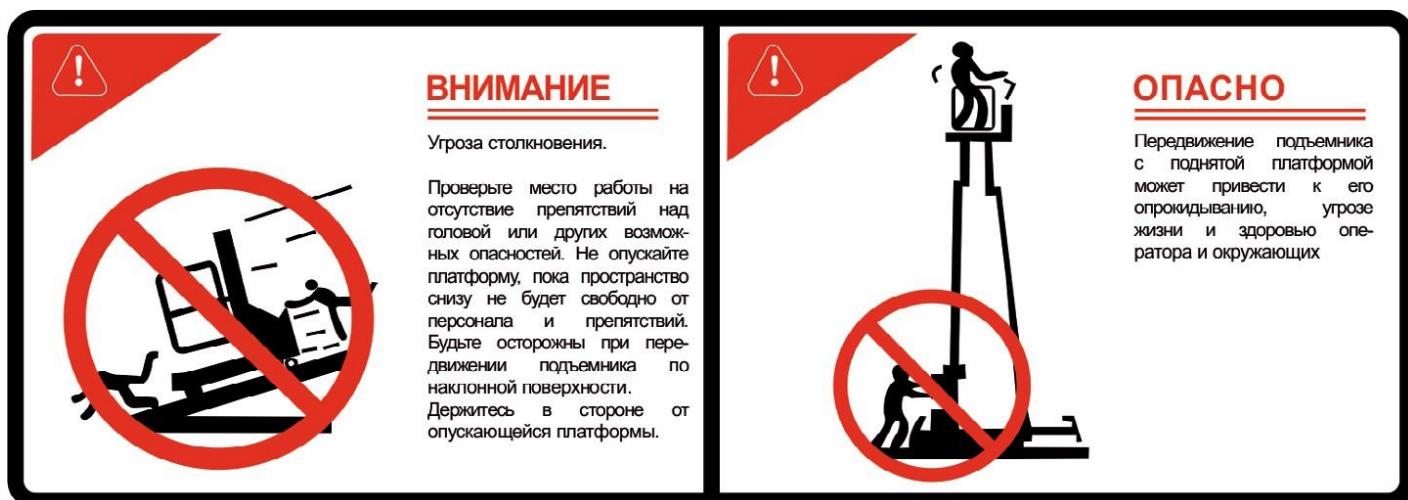 ВНИМАНИЕ
Угроза столкновения.
Проверьте место работы на
отсутствие препятствий над
головой или других возмож-
ных опасностей. Не опускайте
платформу, пока пространство
снизу не будет свободно от
персонала и препятствий.
Будьте осторожны при пере-
движении подъемника по
наклонной поверхности.
Держитесь в стороне от
опускающейся платформы.
ОПАСНО
Передвижение подъемника
с поднятой платформой
может привести к его
опрокидыванию, угрозе
жизни и здоровью опе-
ратора и окружающих